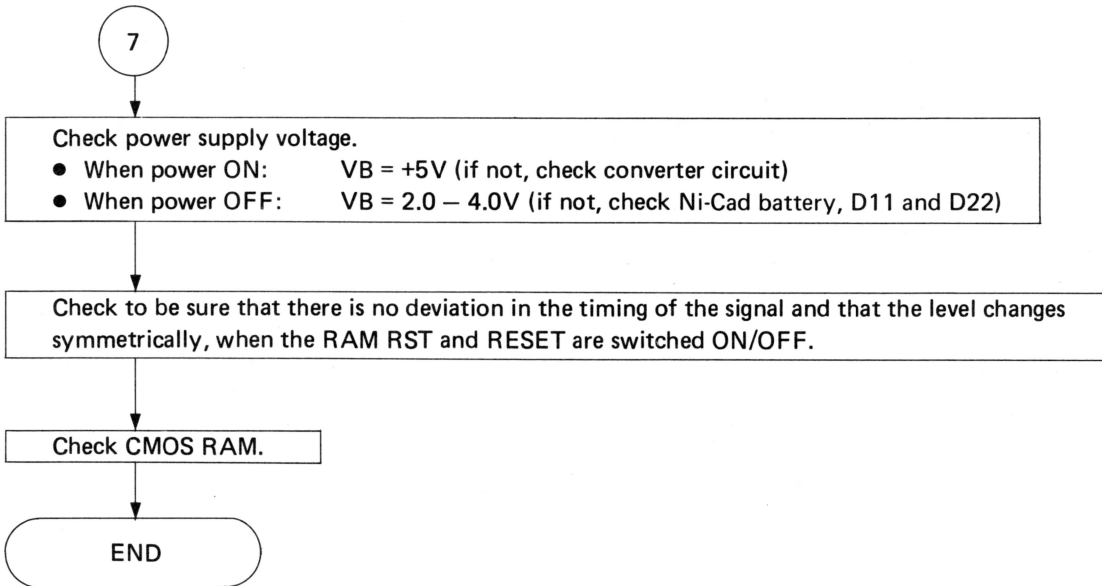 7
Check power supply voltage.
● When power ON: VB = +5V (if not, check converter circuit)
● When power OFF: VB = 2.0 – 4.0V (if not, check Ni-Cad battery, D11 and D22)
Check to be sure that there is no deviation in the timing of the signal and that the level changes
symmetrically, when the RAM RST and RESET are switched ON/OFF.
Check CMOS RAM.
END